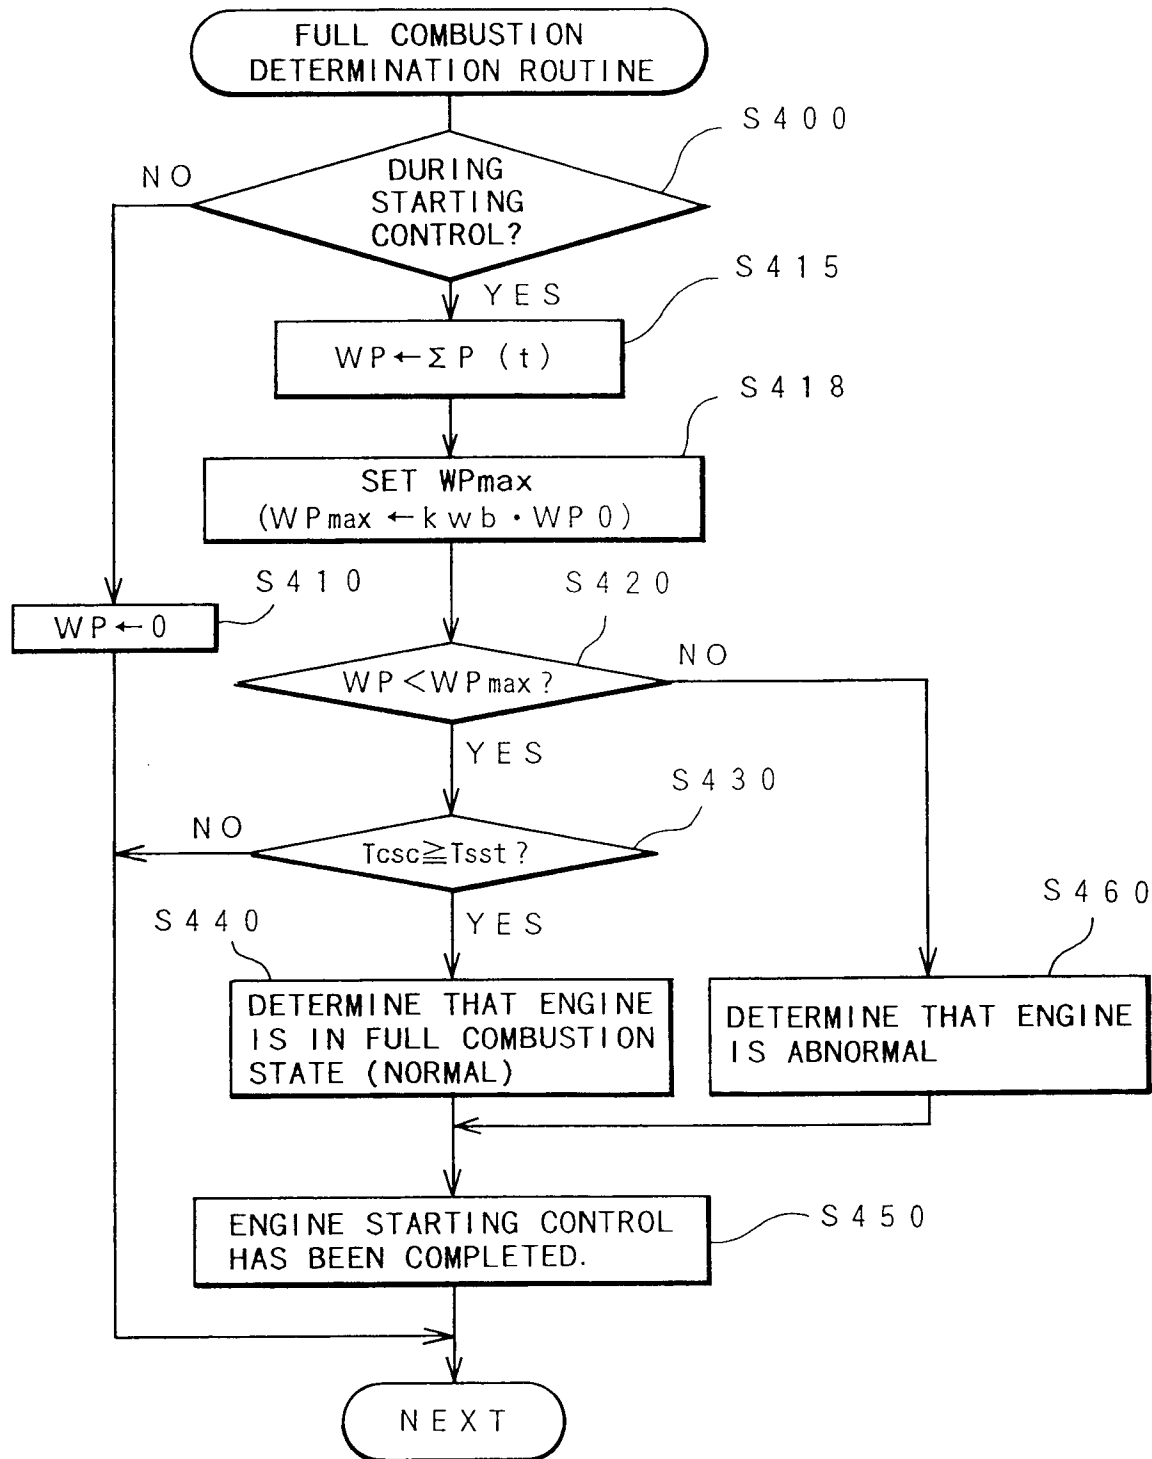 FULL COMBUSTION
DETERMINATION ROUTINE
S400
NO
DURING
STARTING
CONTROL?
S415
YES
WP←ΣP (t)
S418
SET WPmax
(WPmax ←kwb・WP0)
S410
S420
WP←0
NO
WP<WPmax?
YES
S430
NO
Tcsc≧Tsst?
S460
S440
YES
DETERMINE THAT ENGINE
IS IN FULL COMBUSTION
STATE (NORMAL)
DETERMINE THAT ENGINE
IS ABNORMAL
S450
ENGINE STARTING CONTROL
HAS BEEN COMPLETED.
NEXT